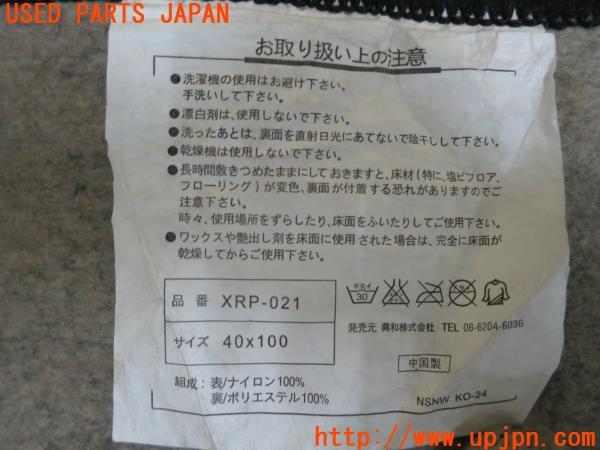 USED PARTS JAPAN
お取り扱い上の注意
●洗濯機の使用はお避け下さい。
手洗いして下さい。
●漂白剤は、使用しないで下さい。
●洗ったあとは、裏面を直射日光にあてないで陰干しして下さい。
●乾燥機は使用しないで下さい。
●長時間敷きつめたままにしておきますと、床材(特に、塩ビフロア、
フローリング)が変色、裏面が付着する恐れがありますのでご
注意下さい。
時々、使用場所をずらしたり、床面をふいたりしてご使用下さい。
●ワックスや艶出し剤を床面に使用された場合は、完全に床面が
乾燥してからご使用下さい。
品番 XRP-021
サイズ 40x100
手洗イ 30
発売元 興和株式会社 TEL 06-6204-6036
中国製
組成: 表/ナイロン100%
裏/ポリエステル100%
NSNW KO-24
http://www.upjpn.com/